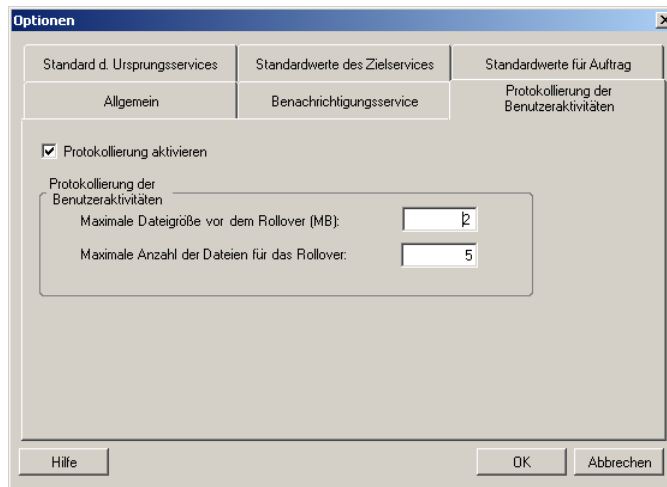 Optionen
Standard d. Ursprungsservices
Standardwerte des Zielservices
Standardwerte für Auftrag
Allgemein
Benachrichtigungsservice
Protokollierung der
Benutzeraktivitäten
Protokollierung aktivieren
Protokollierung der
Benutzeraktivitäten
Maximale Dateigröße vor dem Rollover (MB): 2
Maximale Anzahl der Dateien für das Rollover: 5
Hilfe
OK
Abbrechen